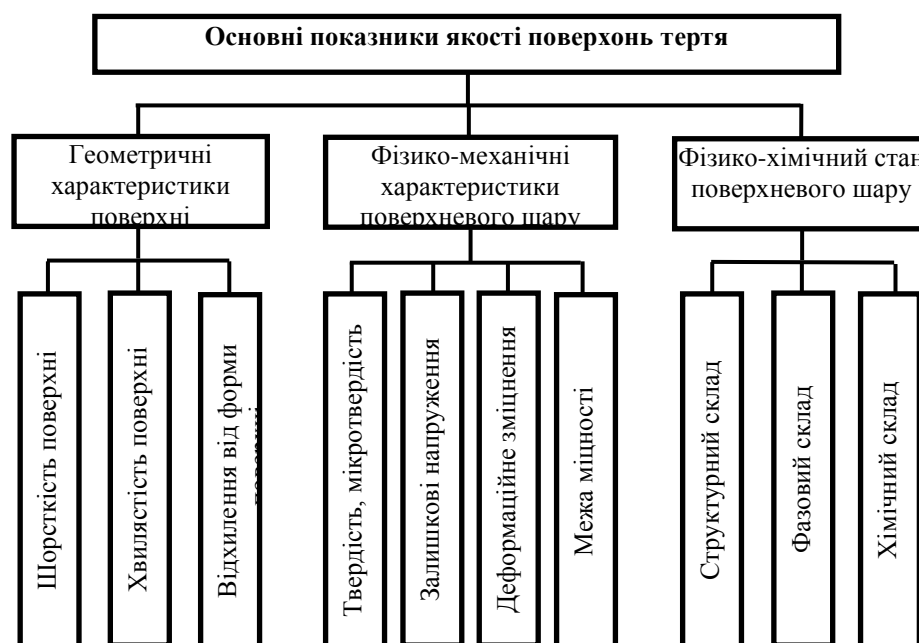 Основні показники якості поверхонь тертя
Геометричні
характеристики
поверхні
Фізико-механічні
характеристики
поверхневого шару
Фізико-хімічний стан
поверхневого шару
Шорсткість поверхні
Хвилястість поверхні
Відхилення від форми
Твердість, мікротвердість
Залишкові напруження
Деформаційне зміцнення
Межа міцності
Структурний склад
Фазовий склад
Хімічний склад